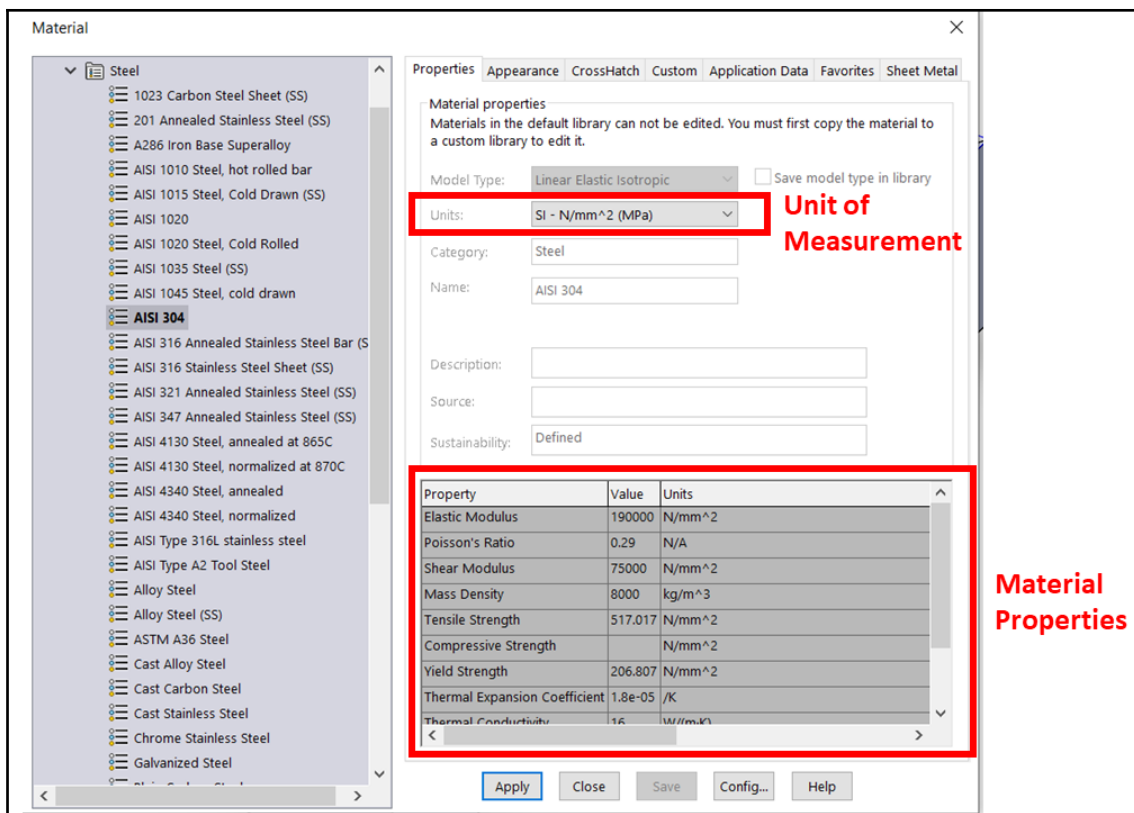 Material
Steel
1023 Carbon Steel Sheet (SS)
201 Annealed Stainless Steel (SS)
A286 Iron Base Superalloy
AISI 1010 Steel, hot rolled bar
AISI 1015 Steel, Cold Drawn (SS)
AISI 1020
AISI 1020 Steel, Cold Rolled
AISI 1035 Steel (SS)
AISI 1045 Steel, cold drawn
AISI 304
AISI 316 Annealed Stainless Steel Bar (S
AISI 316 Stainless Steel Sheet (SS)
AISI 321 Annealed Stainless Steel (SS)
AISI 347 Annealed Stainless Steel (SS)
AISI 4130 Steel, annealed at 865C
AISI 4130 Steel, normalized at 870C
AISI 4340 Steel, annealed
AISI 4340 Steel, normalized
AISI Type 316L stainless steel
AISI Type A2 Tool Steel
Alloy Steel
Alloy Steel (SS)
ASTM A36 Steel
Cast Alloy Steel
Cast Carbon Steel
Cast Stainless Steel
Chrome Stainless Steel
Galvanized Steel
Properties Appearance CrossHatch Custom Application Data Favorites Sheet Metal
Material properties
Materials in the default library can not be edited. You must first copy the material to
a custom library to edit it.
Model Type: Linear Elastic Isotropic Save model type in library
Units: SI - N/mm^2 (MPa)
Unit of
Measurement
Category: Steel
Name: AISI 304
Description:
Source:
Sustainability: Defined
Property Value Units
Elastic Modulus 190000 N/mm^2
Poisson's Ratio 0.29 N/A
Shear Modulus 75000 N/mm^2
Mass Density 8000 kg/m^3
Tensile Strength 517.017 N/mm^2
Compressive Strength N/mm^2
Yield Strength 206.807 N/mm^2
Thermal Expansion Coefficient 1.8e-05 /K
Thermal Conductivity 16 W/(m·K)
Material
Properties
Apply Close Save Config... Help